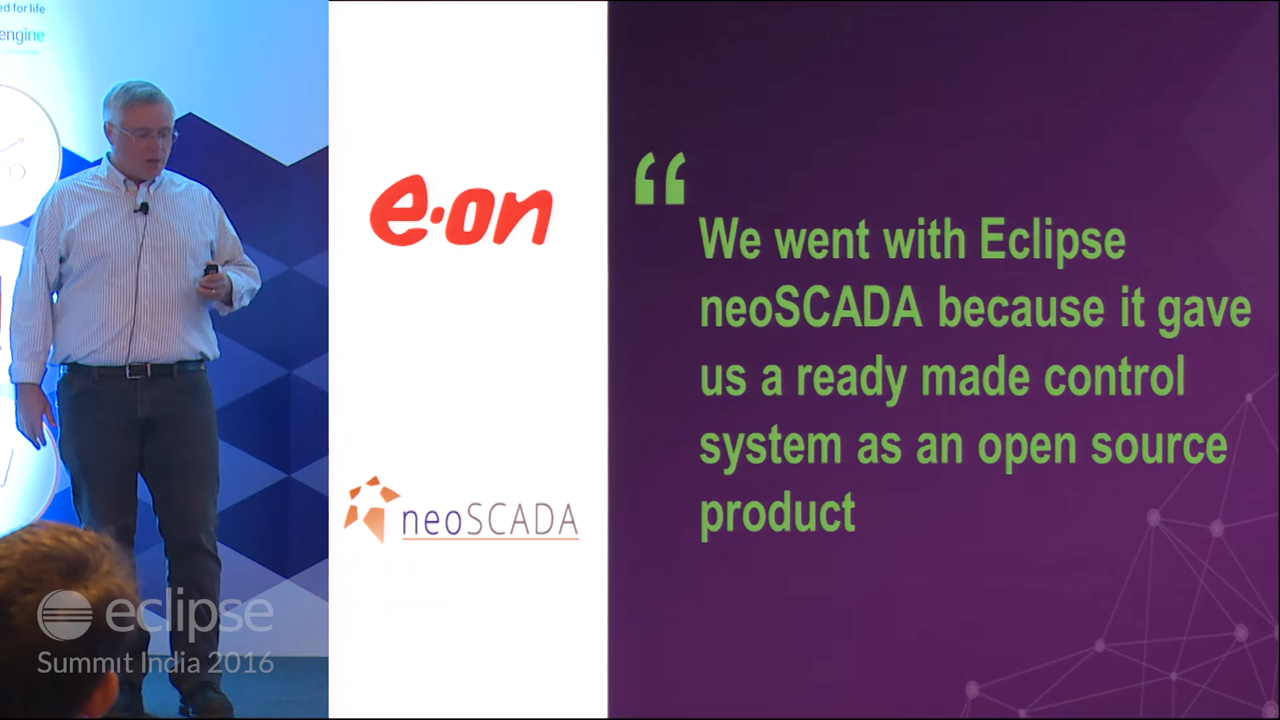 ed for life
engine
e·on
neoSCADA
“
We went with Eclipse
neoSCADA because it gave
us a ready made control
system as an open source
product
eclipse
Summit India 2016